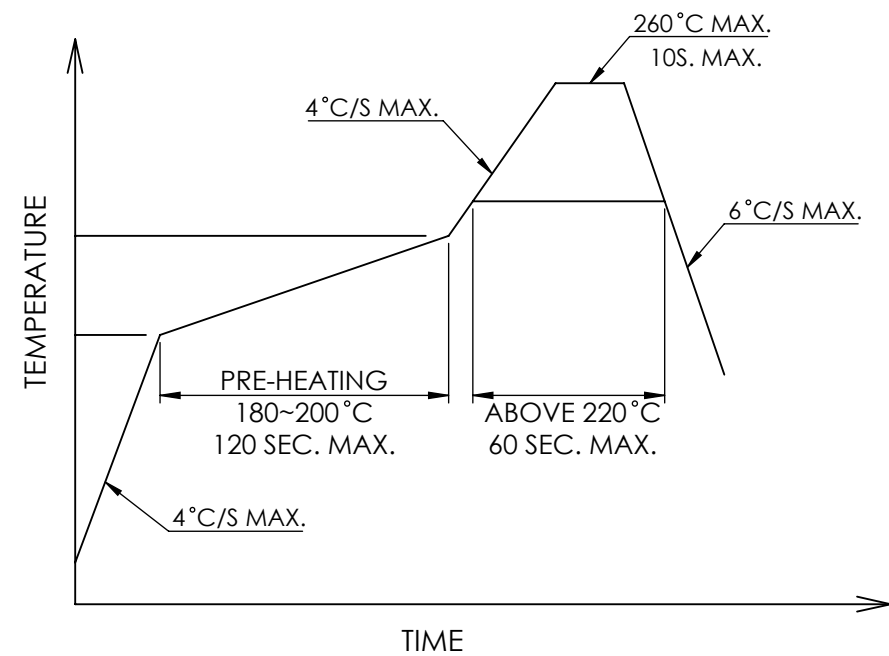 260°C MAX.
10S. MAX.
4°C/S MAX.
6°C/S MAX.
TEMPERATURE
PRE-HEATING
180~200°C
120 SEC. MAX.
ABOVE 220°C
60 SEC. MAX.
4°C/S MAX.
TIME